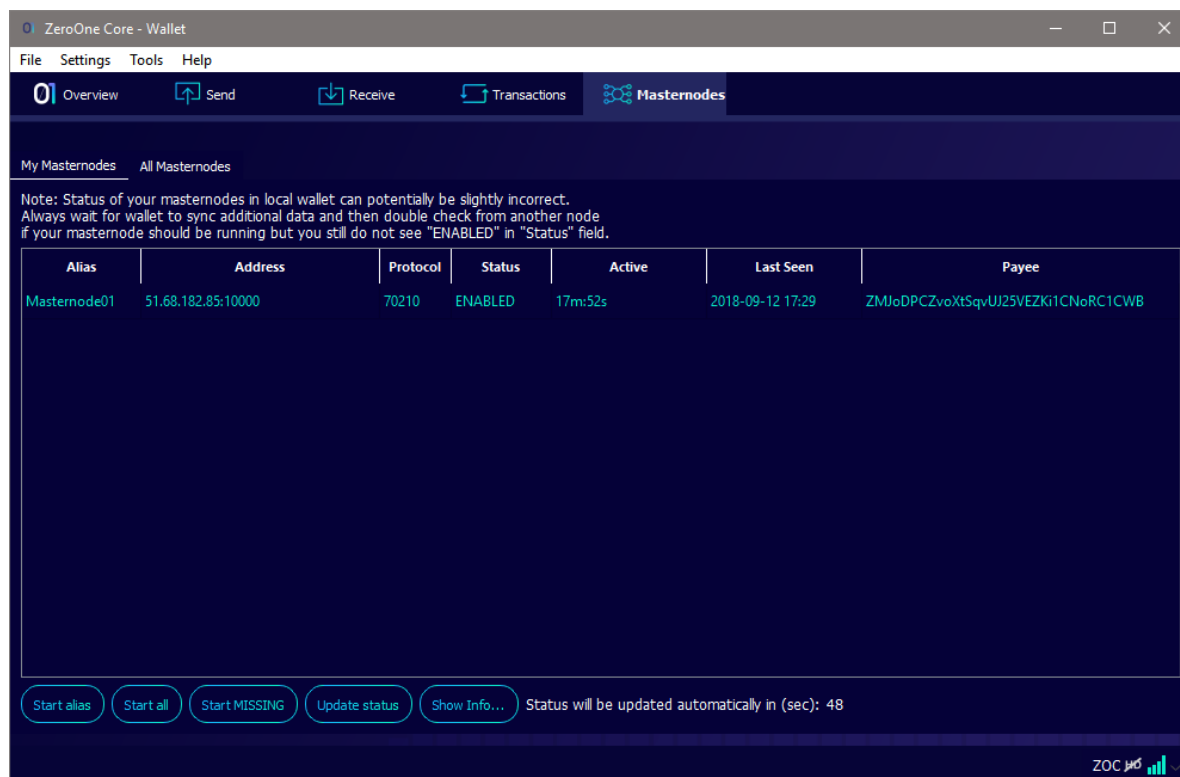 ZeroOne Core - Wallet
File Settings Tools Help
01 Overview Send Receive Transactions Masternodes
My Masternodes All Masternodes
Note: Status of your masternodes in local wallet can potentially be slightly incorrect.
Always wait for wallet to sync additional data and then double check from another node
if your masternode should be running but you still do not see "ENABLED" in "Status" field.
Alias Address Protocol Status Active Last Seen Payee
Masternode01 51.68.182.85:10000 70210 ENABLED 17m:52s 2018-09-12 17:29 ZMJoDPCZvoXtSqvUJ25VEZKi1CNoRC1CWB
Start alias Start all Start MISSING Update status Show Info... Status will be updated automatically in (sec): 48
ZOC HD